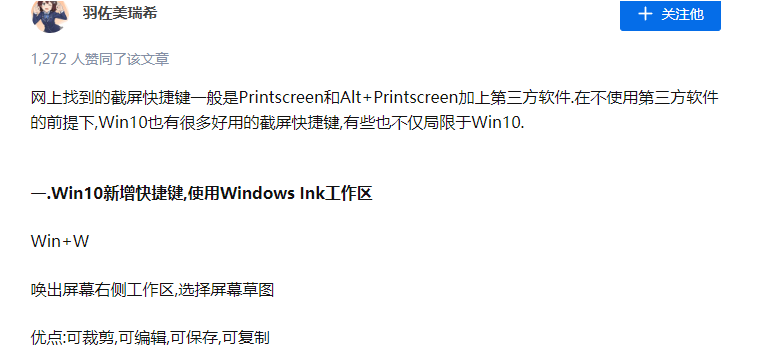 羽佐美瑞希
+ 关注他
1,272 人赞同了该文章
网上找到的截屏快捷键一般是Printscreen和Alt+Printscreen加上第三方软件.在不使用第三方软件
的前提下,Win10也有很多好用的截屏快捷键,有些也不仅局限于Win10.
一.Win10新增快捷键,使用Windows Ink工作区
Win+W
唤出屏幕右侧工作区,选择屏幕草图
优点:可裁剪,可编辑,可保存,可复制